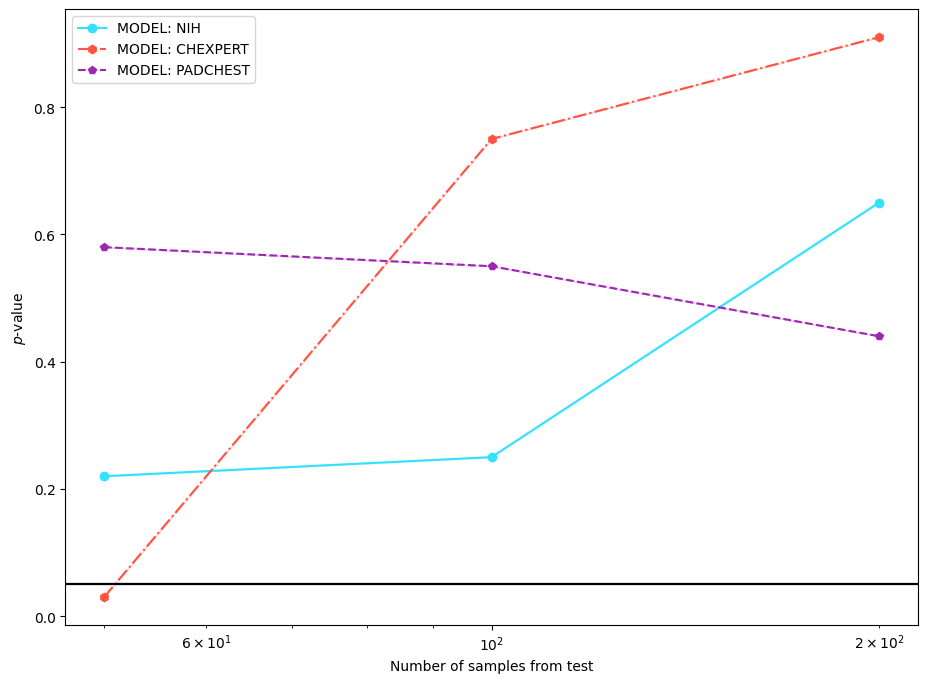 MODEL: NIH
MODEL: CHEXPERT
MODEL: PADCHEST
p-value
0.8
0.6
0.4
0.2
0.0
6 × 10¹
10²
2 × 10²
Number of samples from test